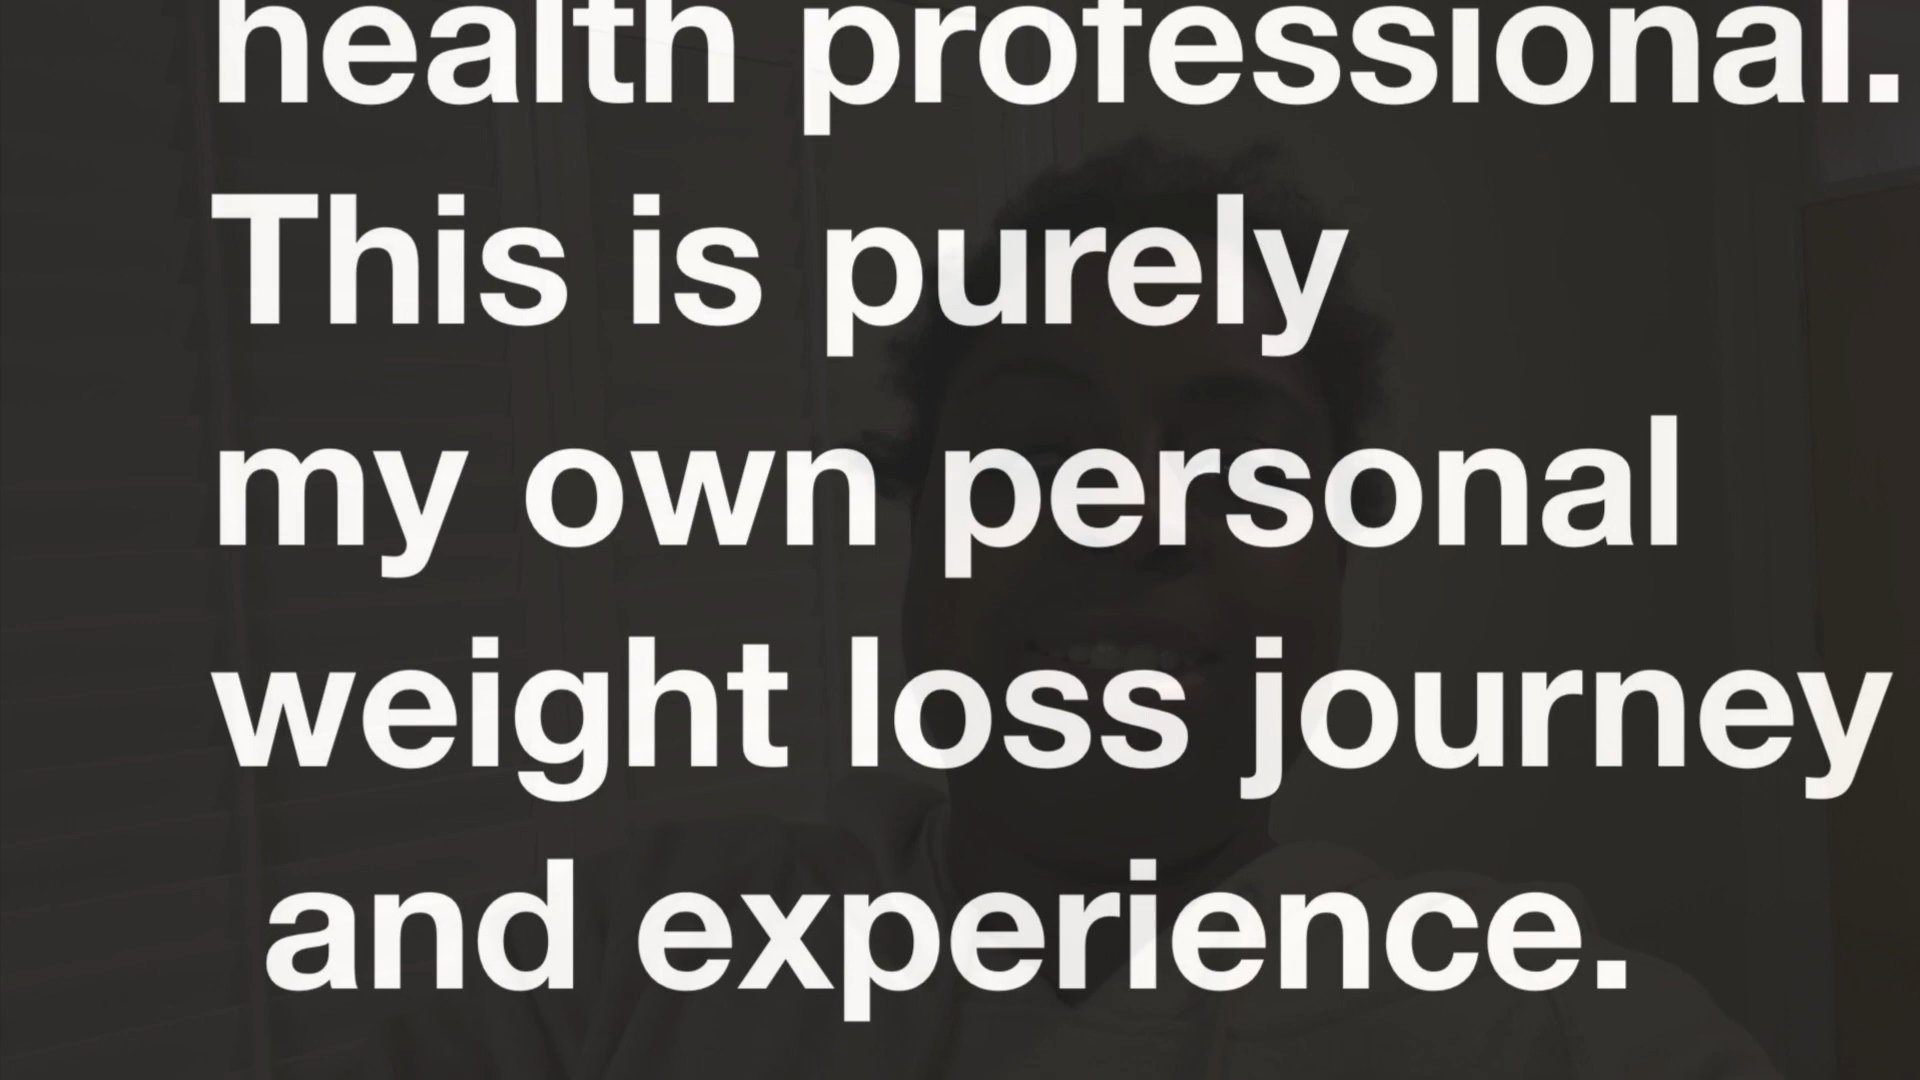 health professional.
This is purely
my own personal
weight loss journey
and experience.